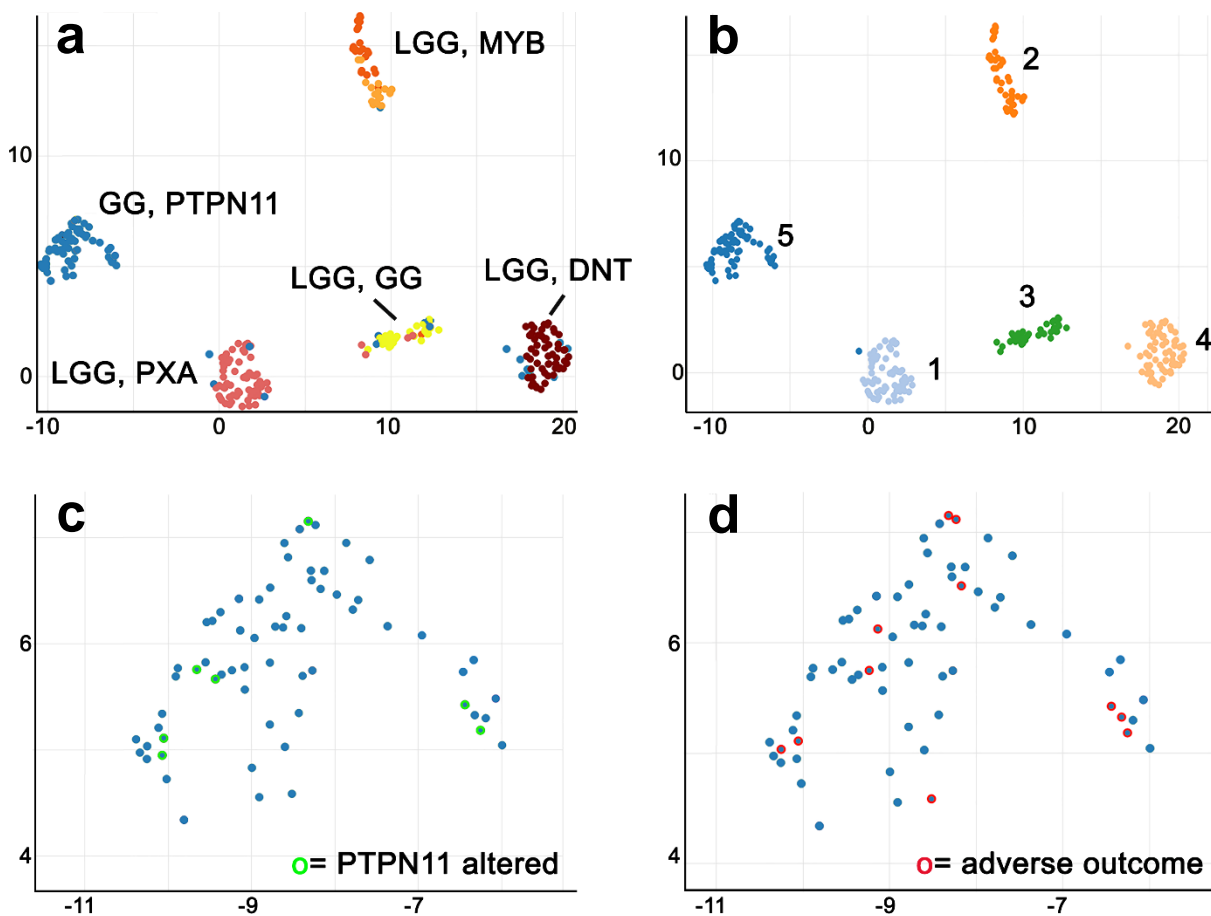 a
LGG, MYB
10
GG, PTPN11
LGG, GG
LGG, DNT
LGG, PXA
0
-10
0
10
20
b
2
10
5
3
4
1
0
-10
0
10
20
c
6
4
o= PTPN11 altered
-11
-9
-7
d
6
4
o= adverse outcome
-11
-9
-7